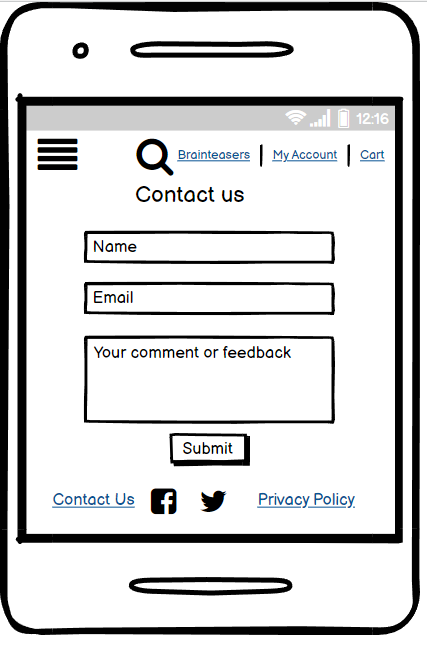 12:16
Brainteasers | My Account | Cart
Contact us
Name
Email
Your comment or feedback
Submit
Contact Us Privacy Policy